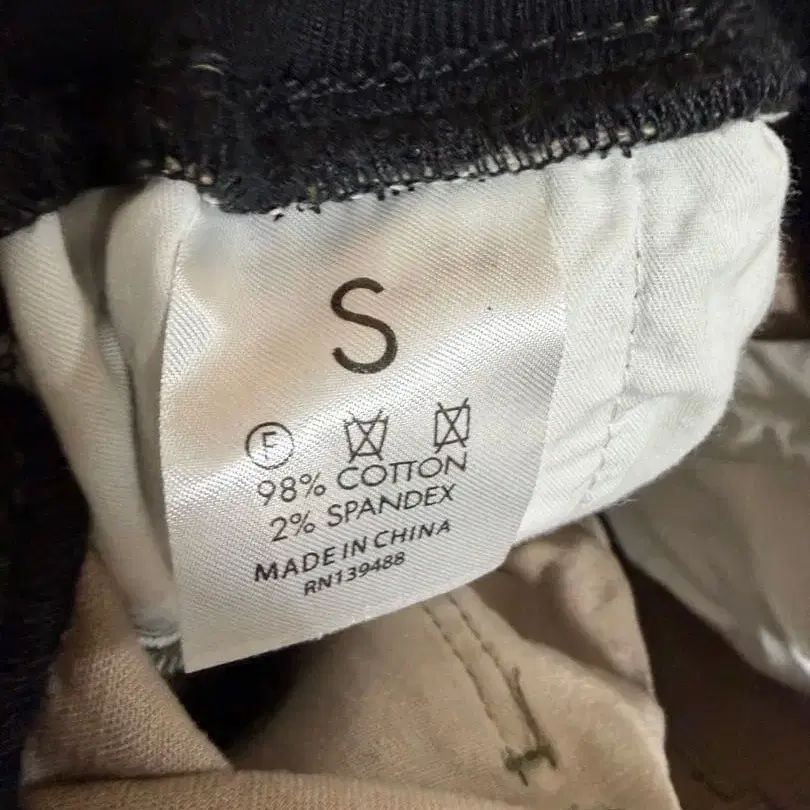 S
F
98% COTTON
2% SPANDEX
MADE IN CHINA
RN139488